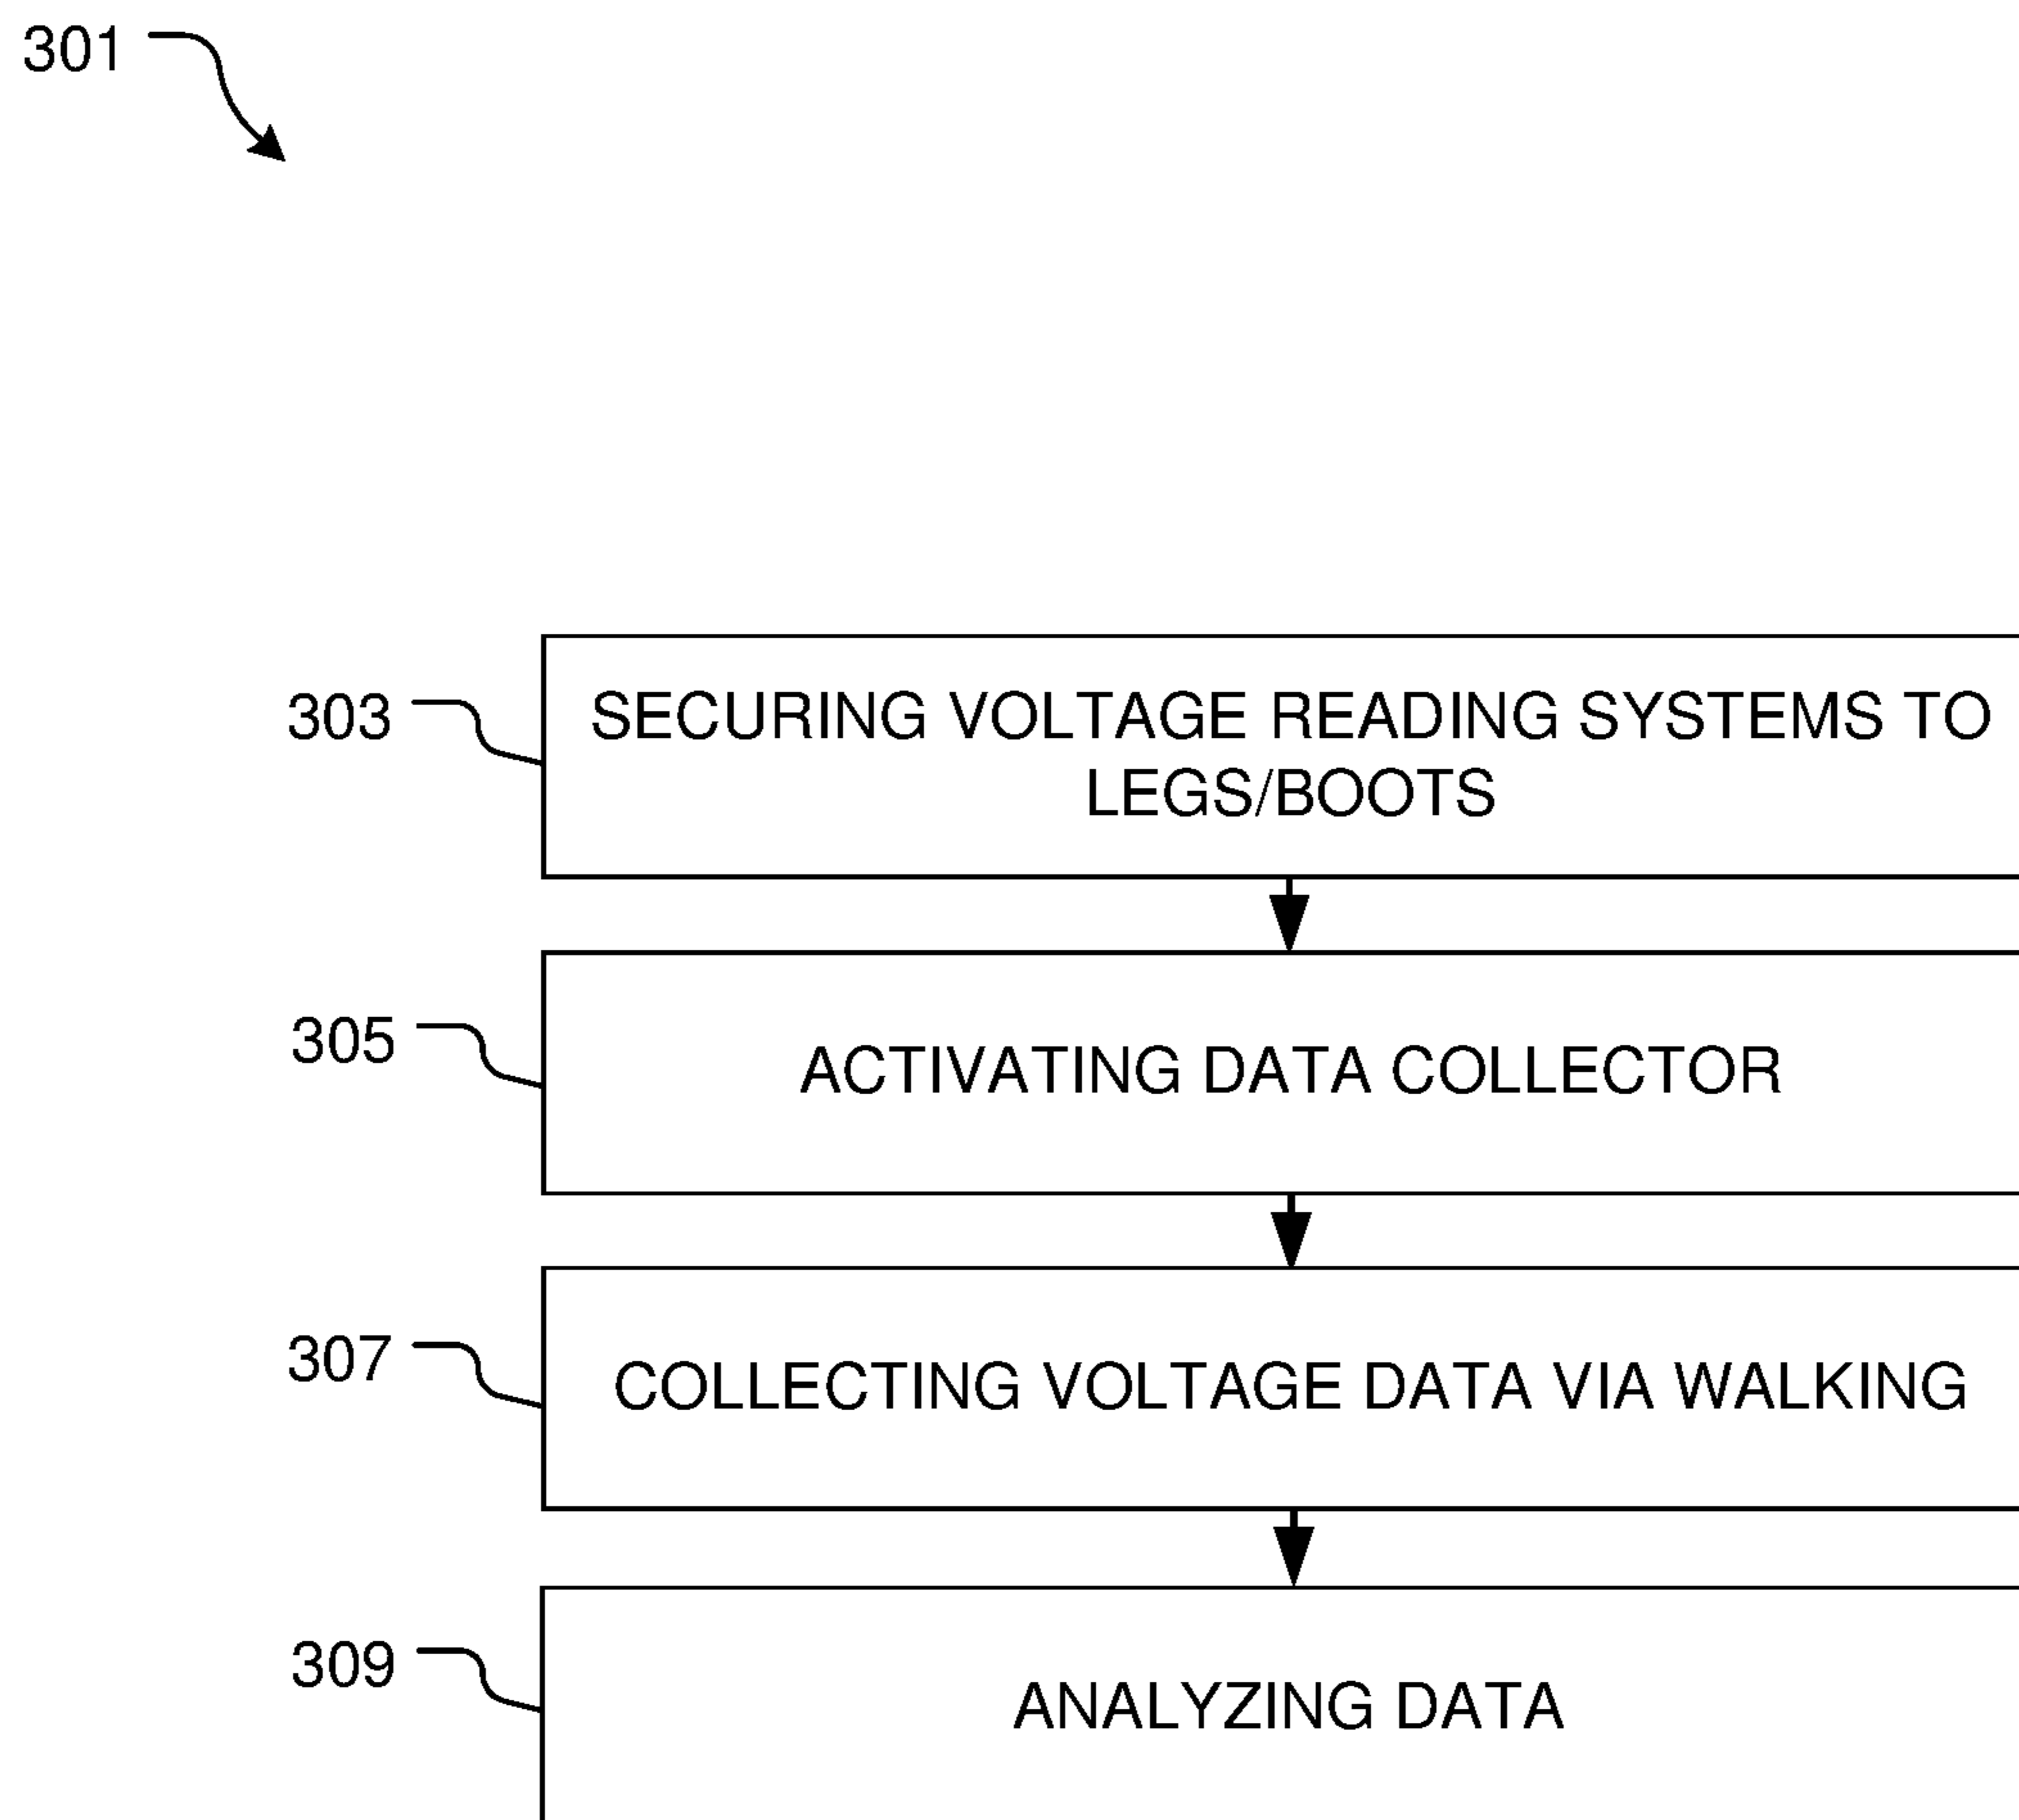 301
303
SECURING VOLTAGE READING SYSTEMS TO
LEGS/BOOTS
305
ACTIVATING DATA COLLECTOR
307
COLLECTING VOLTAGE DATA VIA WALKING
309
ANALYZING DATA